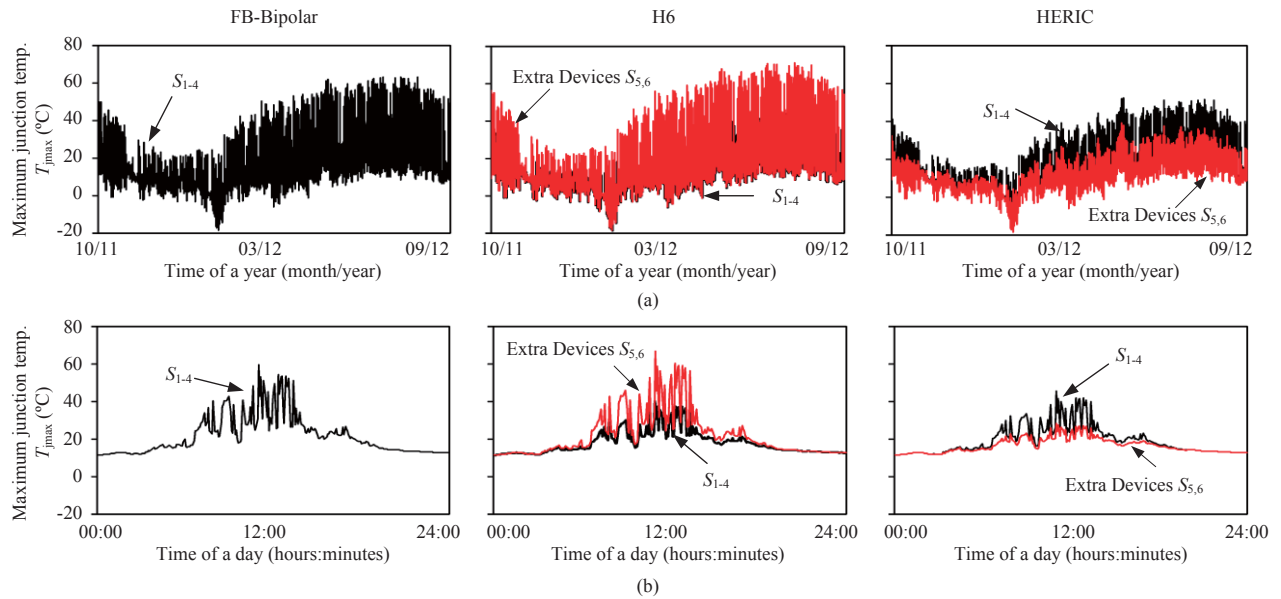 (a)
FB-Bipolar
H6
HERIC
Maximum junction temp.
Tjmax (ºC)
80
60
40
20
0
-20
S1-4
10/11
03/12
09/12
Time of a year (month/year)
Extra Devices S5,6
S1-4
10/11
03/12
09/12
Time of a year (month/year)
S1-4
Extra Devices S5,6
10/11
03/12
09/12
Time of a year (month/year)
(a)
Maximum junction temp.
Tjmax (ºC)
80
60
40
20
0
-20
S1-4
00:00
12:00
24:00
Time of a day (hours:minutes)
Extra Devices S5,6
S1-4
00:00
12:00
24:00
Time of a day (hours:minutes)
S1-4
Extra Devices S5,6
00:00
12:00
24:00
Time of a day (hours:minutes)
(b)